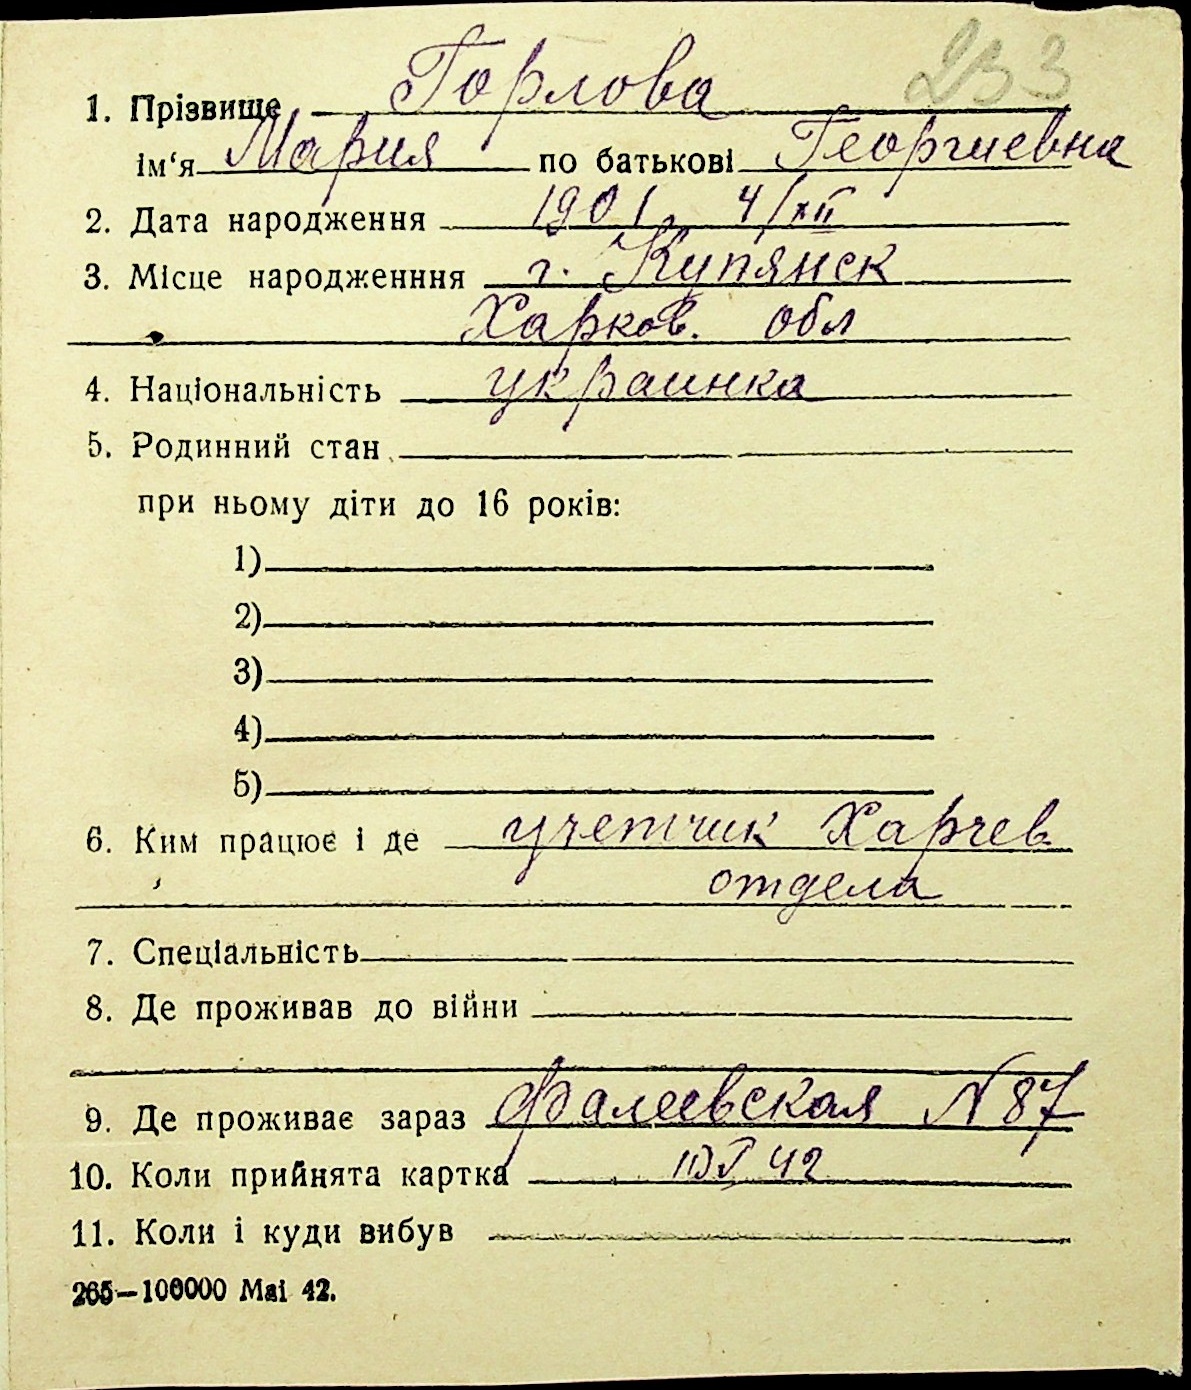 233
1. Прізвище Горлова
ім‘я Мария по батькові Георгиевна
2. Дата народження 1901 4/XII
3. Місце народженння г. Купянск
Харков. обл
4. Національність украинка
5. Родинний стан
при ньому діти до 16 років:
1)
2)
3)
4)
5)
6. Ким працює і де учетчик Харчев.
отдела
7. Спеціальність
8. Де проживав до війни
9. Де проживає зараз Фалеевская N 87
10. Коли прийнята картка 42
11. Коли і куди вибув
265—100000 Маі 42.